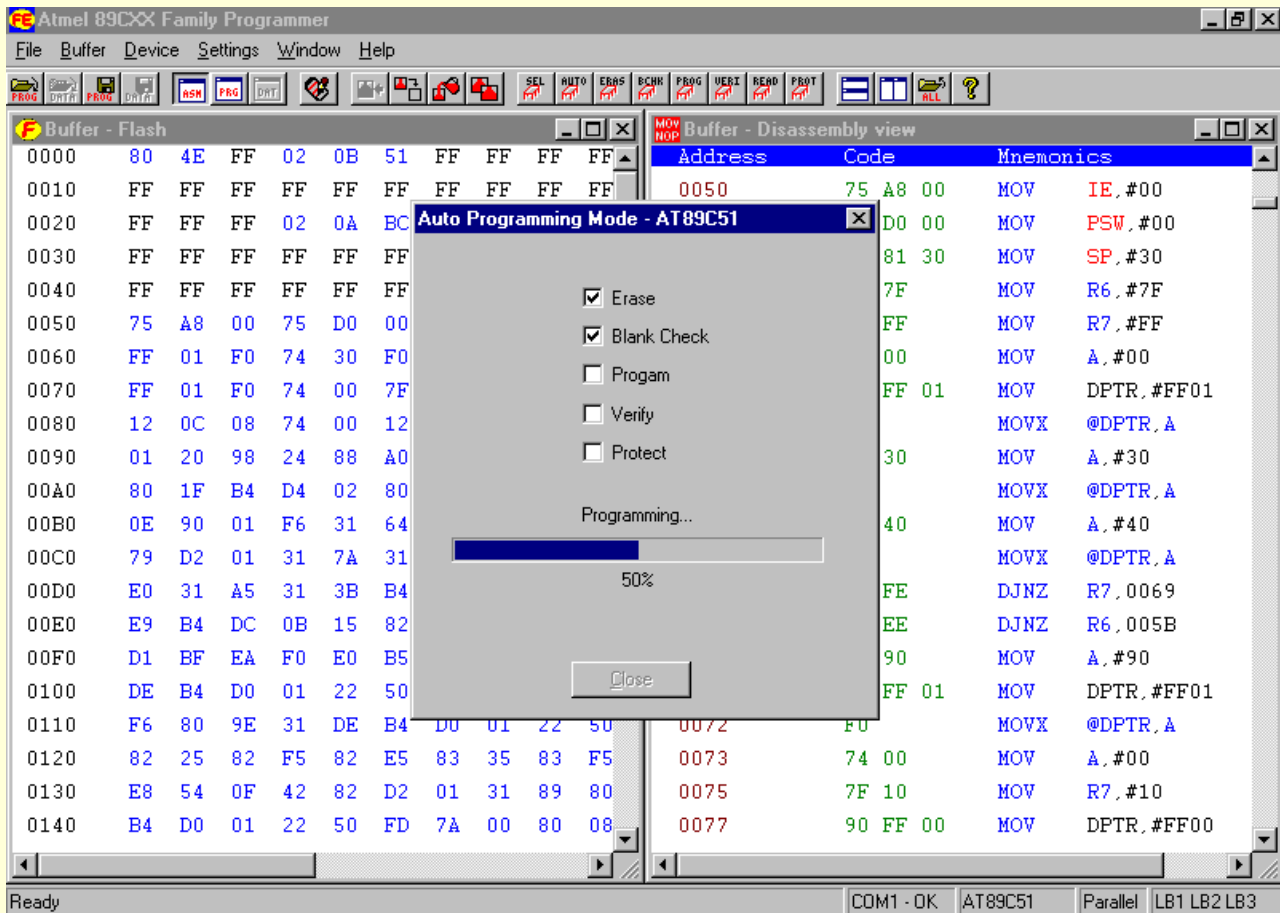 FE Atmel 89CXX Family Programmer
File Buffer Device Settings Window Help
PROG DATA PROG DATA ASM PRG DAT SEL AUTO ERAS BCHK PROG VERI READ PROT ALL ?
F Buffer - Flash
0000 80 4E FF 02 0B 51 FF FF FF FF
0010 FF FF FF FF FF FF FF FF FF FF
0020 FF FF FF 02 0A BC
0030 FF FF FF FF FF FF
0040 FF FF FF FF FF FF
0050 75 A8 00 75 D0 00
0060 FF 01 F0 74 30 F0
0070 FF 01 F0 74 00 7F
0080 12 0C 08 74 00 12
0090 01 20 98 24 88 A0
00A0 80 1F B4 D4 02 80
00B0 0E 90 01 F6 31 64
00C0 79 D2 01 31 7A 31
00D0 E0 31 A5 31 3B B4
00E0 E9 B4 DC 0B 15 82
00F0 D1 BF EA F0 E0 B5
0100 DE B4 D0 01 22 50
0110 F6 80 9E 31 DE B4 D0 01 22 50
0120 82 25 82 F5 82 E5 83 35 83 F5
0130 E8 54 0F 42 82 D2 01 31 89 80
0140 B4 D0 01 22 50 FD 7A 00 80 08
Auto Programming Mode - AT89C51
Erase
Blank Check
Progam
Verify
Protect
Programming...
50%
Close
MOV NOP Buffer - Disassembly view
Address Code Mnemonics
0050 75 A8 00 MOV IE,#00
D0 00 MOV PSW,#00
81 30 MOV SP,#30
7F MOV R6,#7F
FF MOV R7,#FF
00 MOV A,#00
FF 01 MOV DPTR,#FF01
MOVX @DPTR,A
30 MOV A,#30
MOVX @DPTR,A
40 MOV A,#40
MOVX @DPTR,A
FE DJNZ R7,0069
EE DJNZ R6,005B
90 MOV A,#90
FF 01 MOV DPTR,#FF01
0072 F0 MOVX @DPTR,A
0073 74 00 MOV A,#00
0075 7F 10 MOV R7,#10
0077 90 FF 00 MOV DPTR,#FF00
Ready COM1 - OK AT89C51 Parallel LB1 LB2 LB3